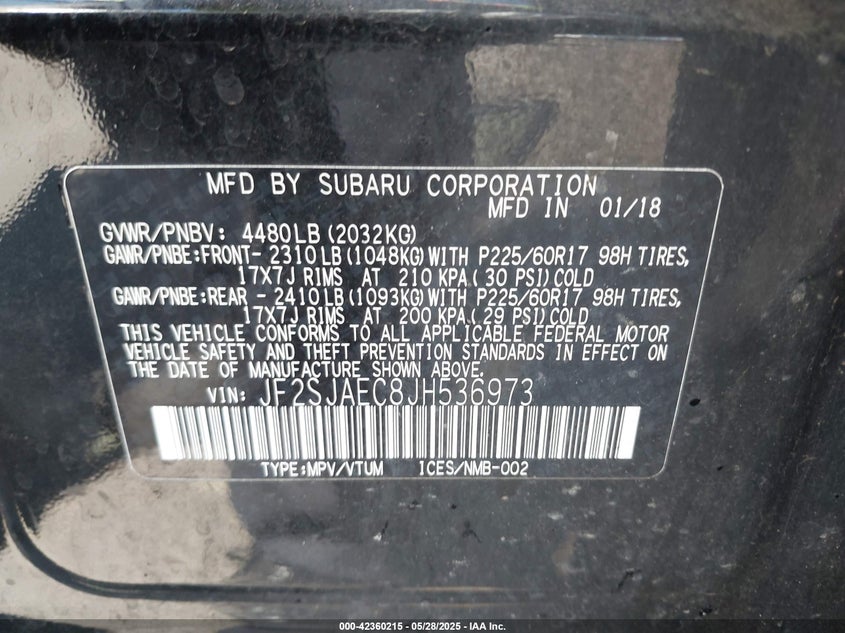 MFD BY SUBARU CORPORATION
MFD IN 01/18
GVWR/PNBV: 4480LB (2032KG)
GAWR/PNBE:FRONT- 2310LB (1048KG) WITH P225/60R17 98H TIRES,
17X7J RIMS AT 210 KPA (30 PSI) COLD
GAWR/PNBE:REAR - 2410LB (1093KG) WITH P225/60R17 98H TIRES,
17X7J RIMS AT 200 KPA (29 PSI) COLD
THIS VEHICLE CONFORMS TO ALL APPLICABLE FEDERAL MOTOR
VEHICLE SAFETY AND THEFT PREVENTION STANDARDS IN EFFECT ON
THE DATE OF MANUFACTURE SHOWN ABOVE.
VIN: JF2SJAEC8JH536973
TYPE:MPV/VTUM ICES/NMB-002
000-42360215 - 05/28/2025 - IAA Inc.